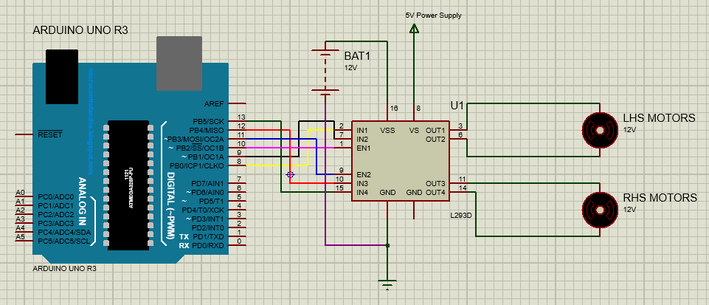 ARDUINO UNO R3
5V Power Supply
BAT1
12V
AREF
RESET
13
12
11
10
9
8
7
6
5
4
3
2
1
0
PB5/SCK
PB4/MISO
~ PB3/MOSI/OC2A
~ PB2/SS/OC1B
~ PB1/OC1A
PB0/ICP1/CLKO
PD7/AIN1
~ PD6/AIN0
~ PD5/T1
PD4/T0/XCK
~ PD3/INT1
PD2/INT0
TX PD1/TXD
RX PD0/RXD
DIGITAL (~PWM)
ANALOG IN
ATMEGA328P-PU
1121
A0
A1
A2
A3
A4
A5
PC0/ADC0
PC1/ADC1
PC2/ADC2
PC3/ADC3
PC4/ADC4/SDA
PC5/ADC5/SCL
ARDUINO UNO R3
U1
16
8
VSS
VS
2
7
1
9
10
15
IN1
IN2
EN1
EN2
IN3
IN4
OUT1
OUT2
OUT3
OUT4
3
6
11
14
GND
GND
L293D
LHS MOTORS
12V
RHS MOTORS
12V